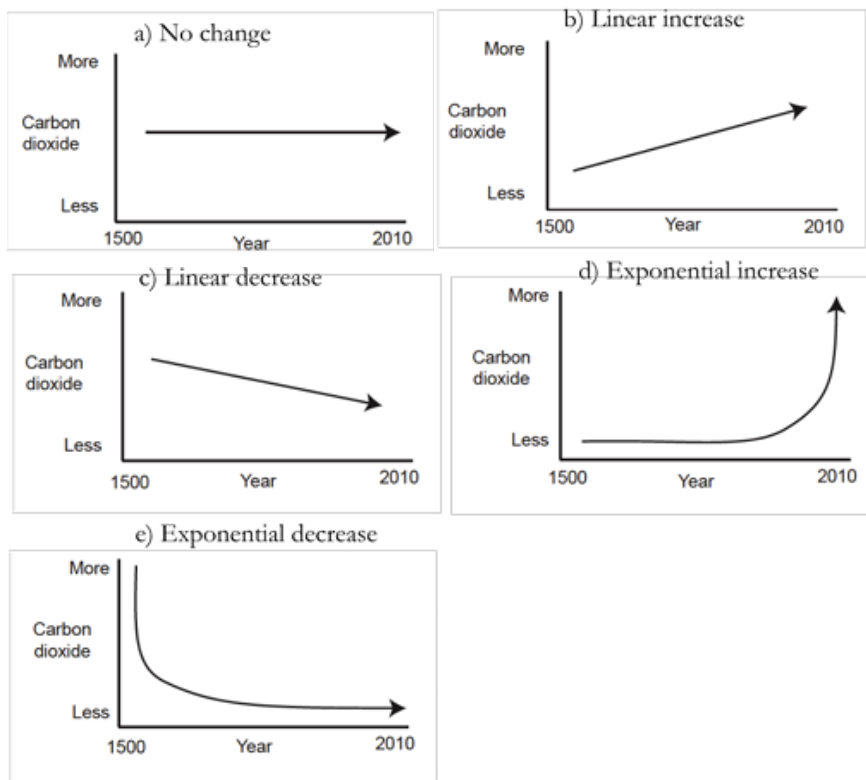 a) No change
More
Carbon
dioxide
Less
1500
Year
2010
b) Linear increase
More
Carbon
dioxide
Less
1500
Year
2010
c) Linear decrease
More
Carbon
dioxide
Less
1500
Year
2010
d) Exponential increase
More
Carbon
dioxide
Less
1500
Year
2010
e) Exponential decrease
More
Carbon
dioxide
Less
1500
Year
2010